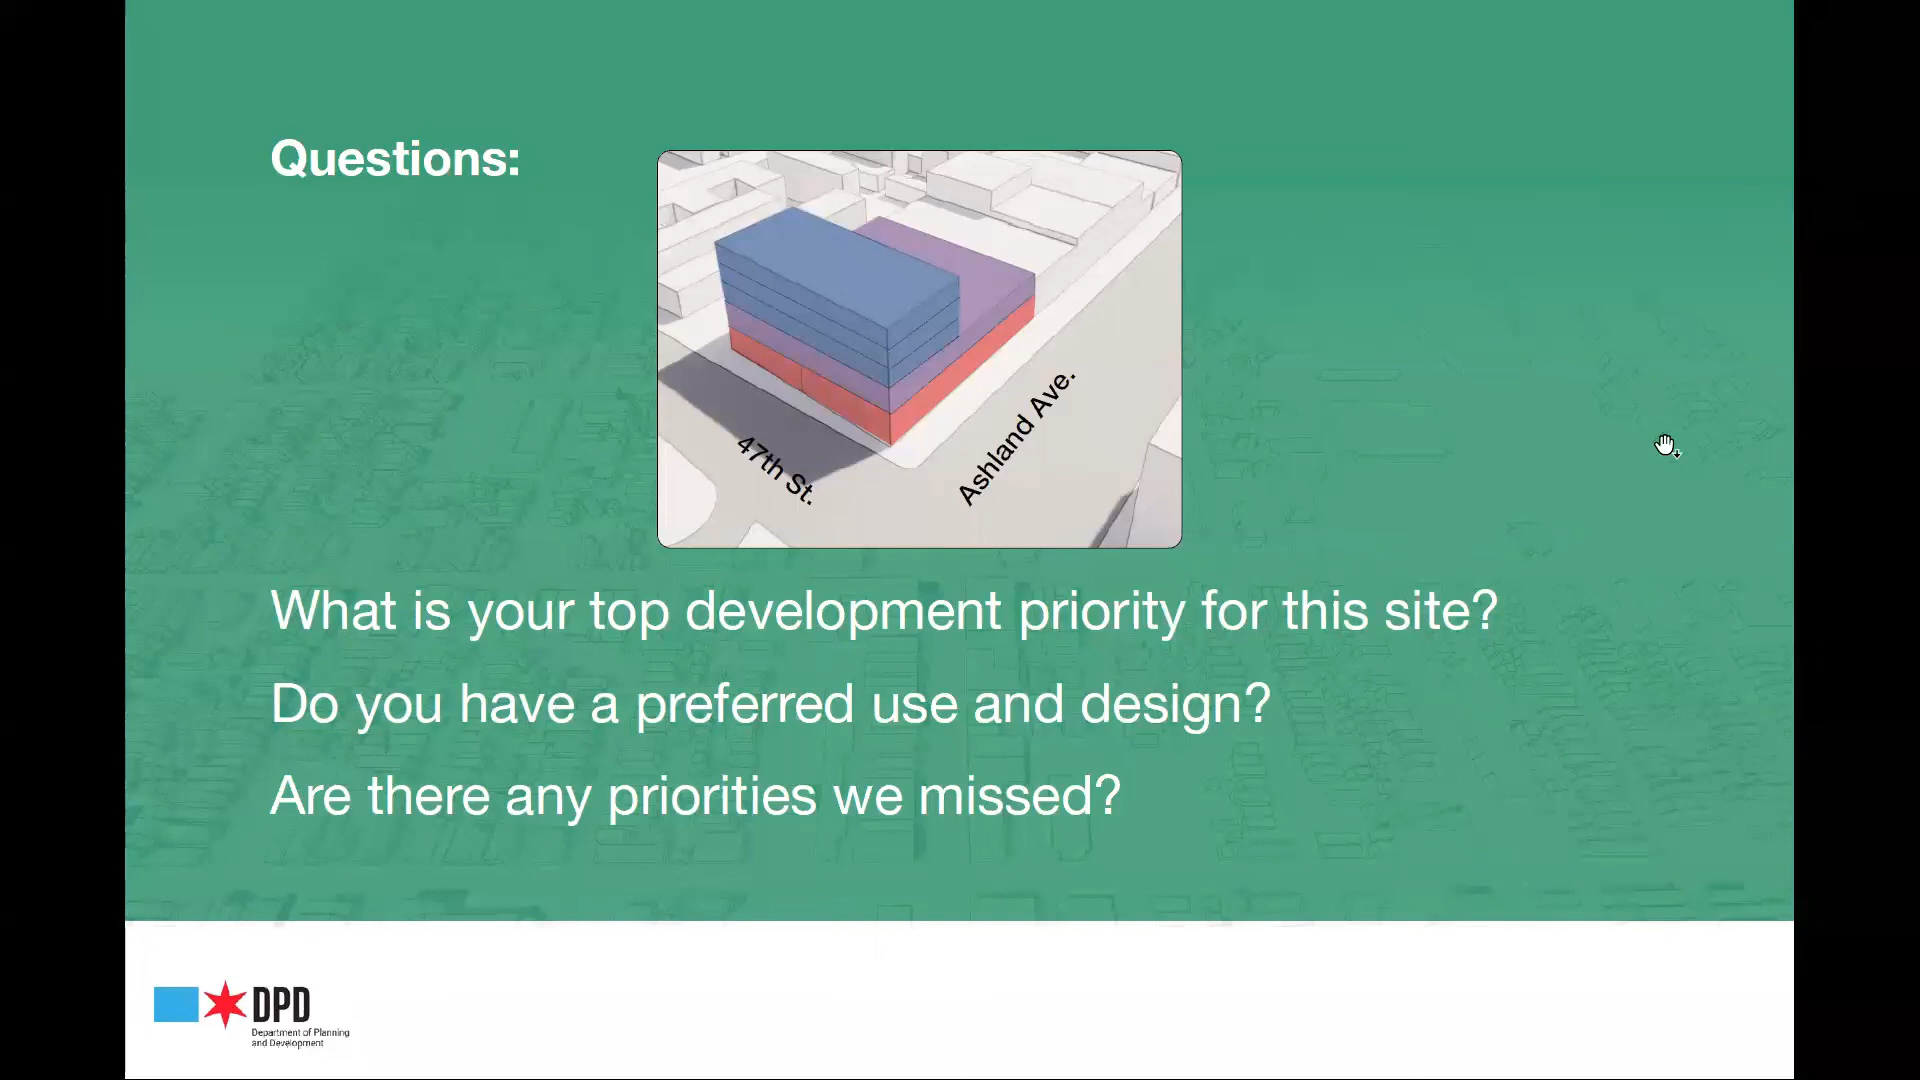 Questions:
47th St.
Ashland Ave.
What is your top development priority for this site?
Do you have a preferred use and design?
Are there any priorities we missed?
DPD
Department of Planning
and Development